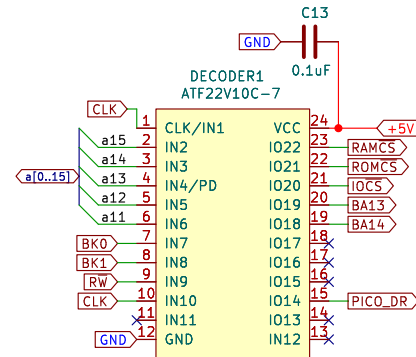 C13
GND
0.1uF
DECODER1
ATF22V10C-7
CLK
1 CLK/IN1 VCC 24 +5V
a15 2 IN2 IO22 23 RAMCS
a14 3 IN3 IO21 22 ROMCS
a[0..15] a13 4 IN4/PD IO20 21 IOCS
a12 5 IN5 IO19 20 BA13
a11 6 IN6 IO18 19 BA14
BK0 7 IN7 IO17 18
BK1 8 IN8 IO16 17
RW 9 IN9 IO15 16
CLK 10 IN10 IO14 15 PICO_DR
11 IN11 IO13 14
GND 12 GND IN12 13